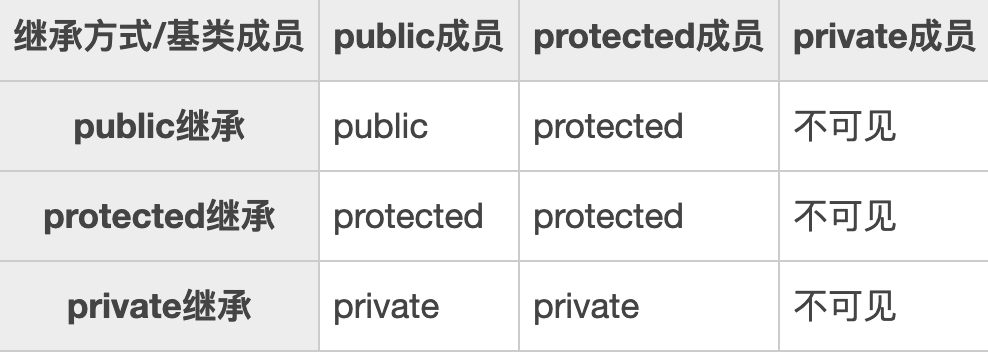 继承方式/基类成员 public成员 protected成员 private成员
public继承 public protected 不可见
protected继承 protected protected 不可见
private继承 private private 不可见